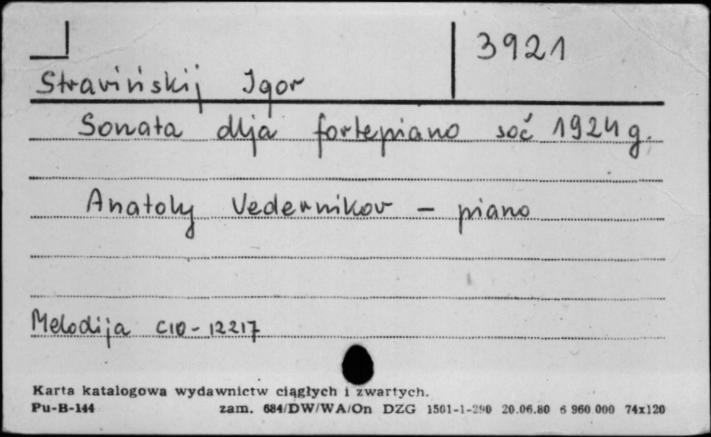 3921
Stravińskij Igor
Sonata dlja fortepiano soč 1924 g.
Anatoly Vedernikov – piano
Melodija C10-12217
Karta katalogowa wydawnictw ciągłych i zwartych.
Pu-B-144 zam. 684/DW/WA/On DZG 1501-1-290 20.06.80 6 960 000 74x120